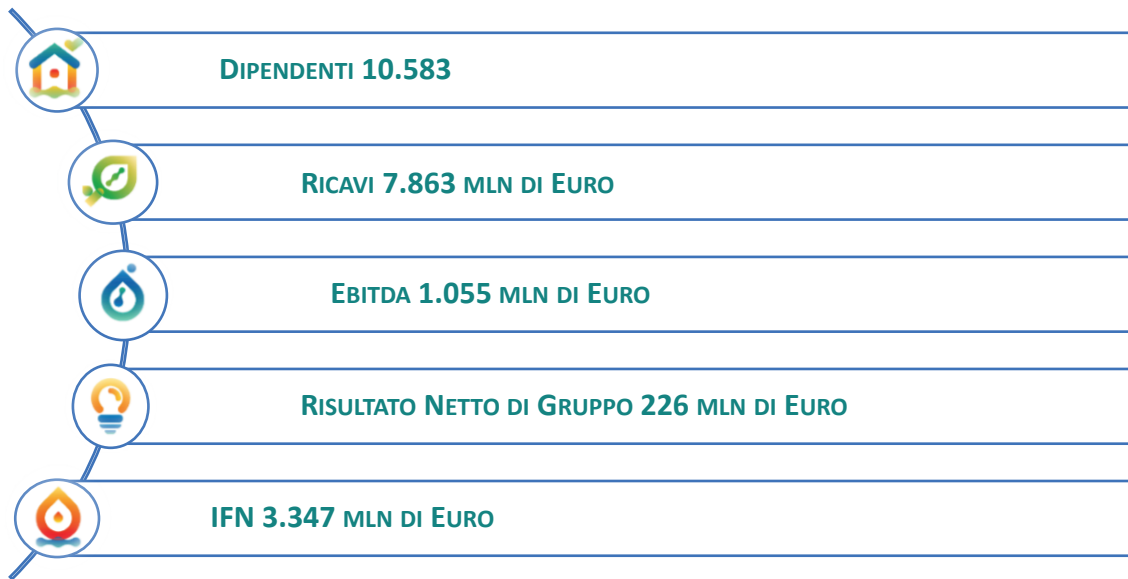 Dipendenti 10.583
Ricavi 7.863 mln di Euro
Ebitda 1.055 mln di Euro
Risultato Netto di Gruppo 226 mln di Euro
IFN 3.347 mln di Euro